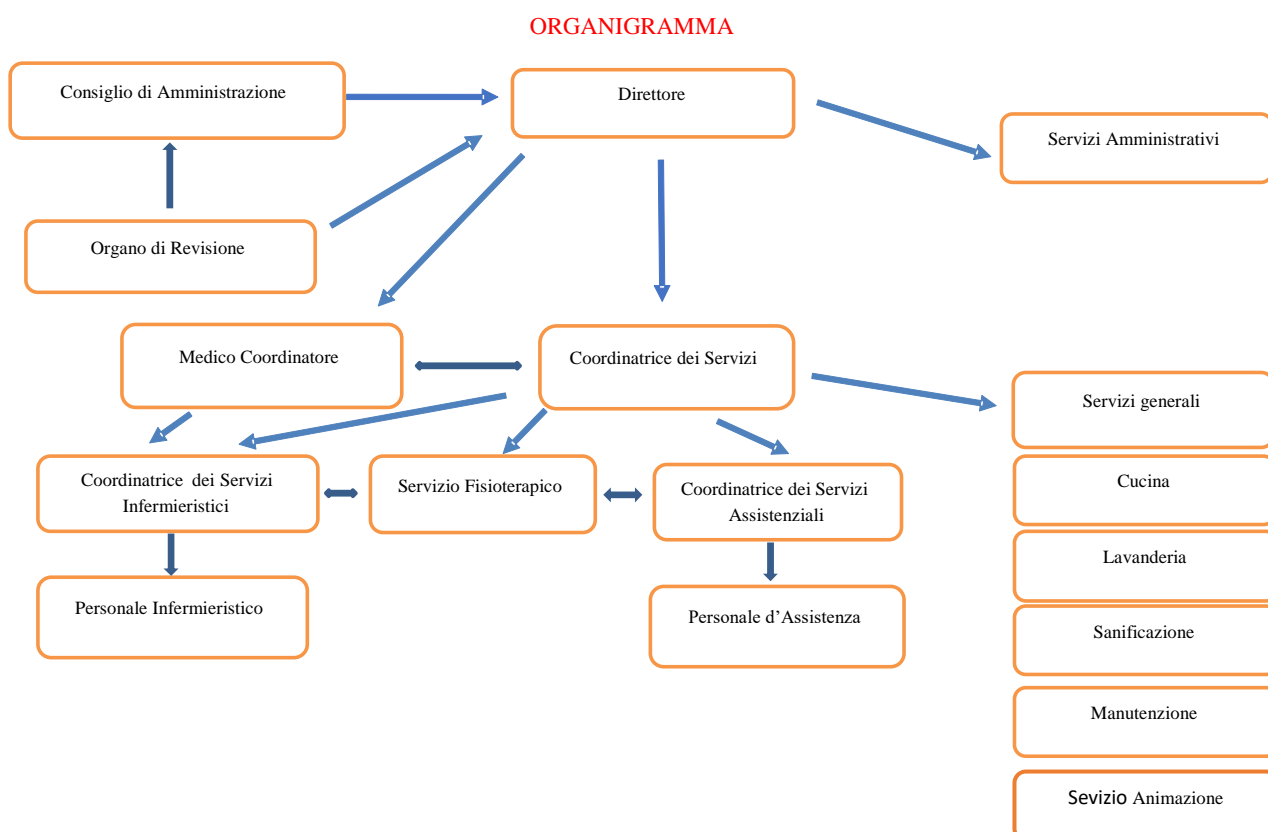 ORGANIGRAMMA
Consiglio di Amministrazione
Direttore
Servizi Amministrativi
Organo di Revisione
Medico Coordinatore
Coordinatrice dei Servizi
Servizi generali
Coordinatrice dei Servizi
Infermieristici
Servizio Fisioterapico
Coordinatrice dei Servizi
Assistenziali
Cucina
Lavanderia
Personale Infermieristico
Personale d’Assistenza
Sanificazione
Manutenzione
Sevizio Animazione